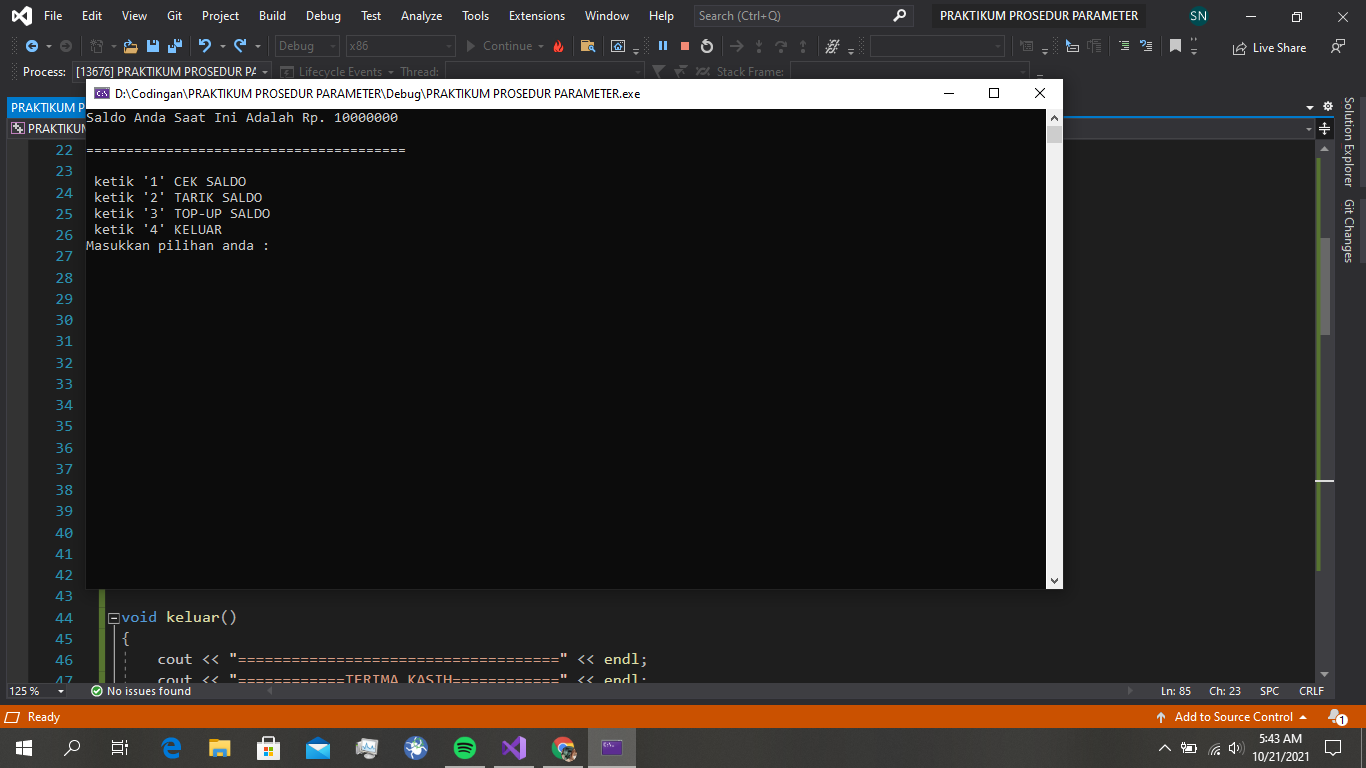 File Edit View Git Project Build Debug Test Analyze Tools Extensions Window Help Search (Ctrl+Q) PRAKTIKUM PROSEDUR PARAMETER SN
Debug x86 Continue Live Share
Process: [13676] PRAKTIKUM PROSEDUR PA Lifecycle Events Thread: Stack Frame:
D:\Codingan\PRAKTIKUM PROSEDUR PARAMETER\Debug\PRAKTIKUM PROSEDUR PARAMETER.exe
PRAKTIKUM P
PRAKTIKUM
Saldo Anda Saat Ini Adalah Rp. 10000000
========================================
ketik '1' CEK SALDO
ketik '2' TARIK SALDO
ketik '3' TOP-UP SALDO
ketik '4' KELUAR
Masukkan pilihan anda :
Solution Explorer
Git Changes
22
23
24
25
26
27
28
29
30
31
32
33
34
35
36
37
38
39
40
41
42
43
44 void keluar()
45 {
46 cout << "====================================" << endl;
47 cout << "============TERIMA KASIH============" << endl;
125 % No issues found Ln: 85 Ch: 23 SPC CRLF
Ready Add to Source Control 1
5:43 AM
10/21/2021